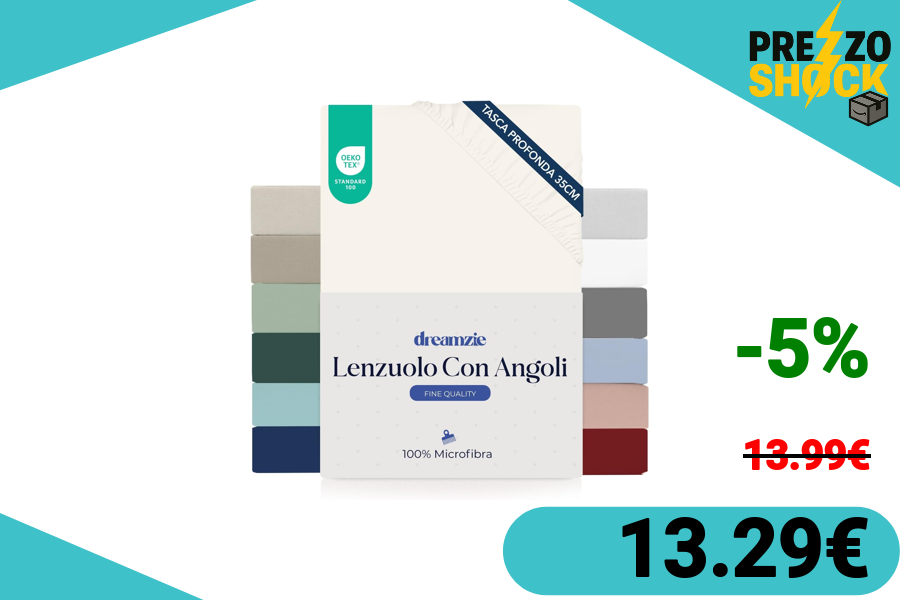 PREZZO
SHOCK
TASCA PROFONDA 35CM
OEKO
TEX®
STANDARD
100
dreamzie
Lenzuolo Con Angoli
FINE QUALITY
100% Microfibra
-5%
13.99€
13.29€